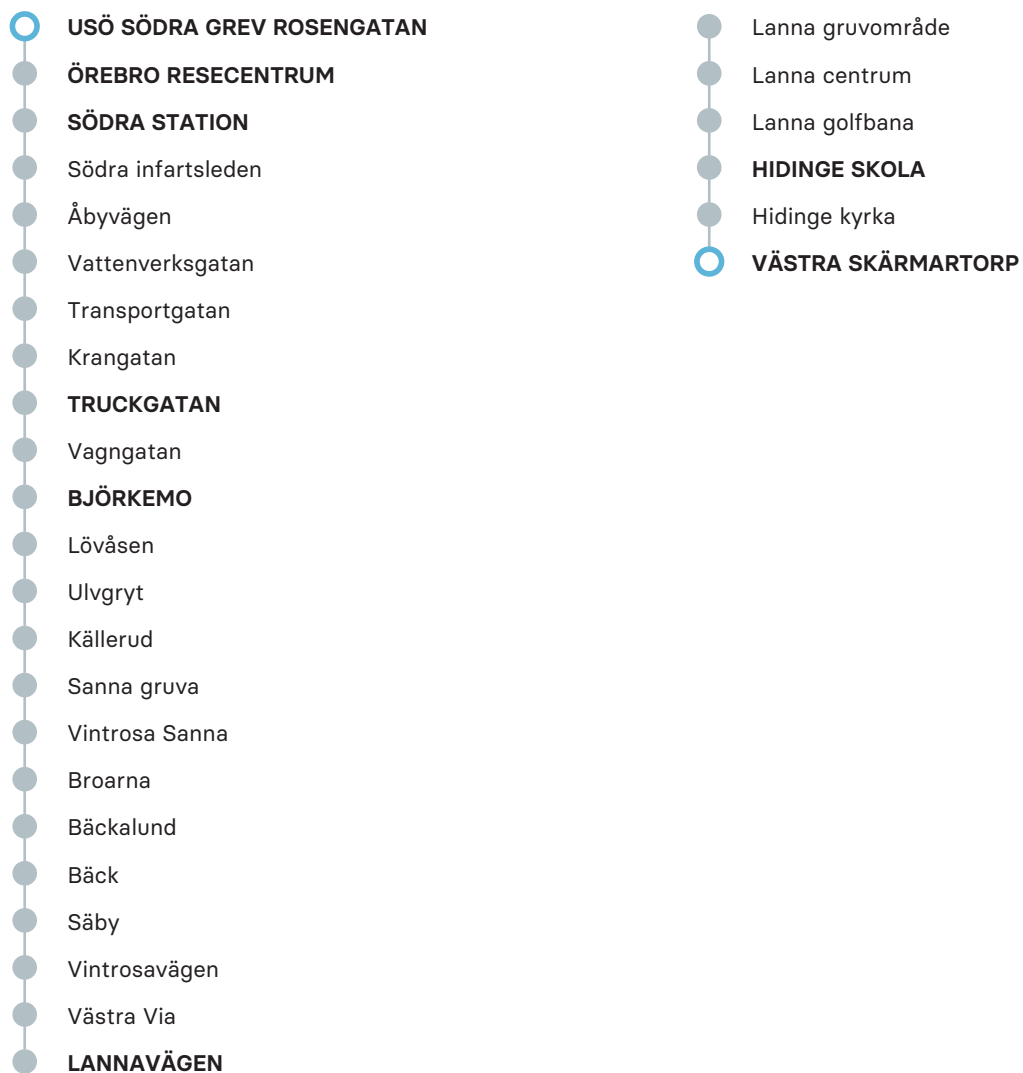 USÖ SÖDRA GREV ROSENGATAN
ÖREBRO RESECENTRUM
SÖDRA STATION
Södra infartsleden
Åbyvägen
Vattenverksgatan
Transportgatan
Krangatan
TRUCKGATAN
Vagngatan
BJÖRKEMO
Lövåsen
Ulvgryt
Källerud
Sanna gruva
Vintrosa Sanna
Broarna
Bäckalund
Bäck
Säby
Vintrosavägen
Västra Via
LANNAVÄGEN
Lanna gruvområde
Lanna centrum
Lanna golfbana
HIDINGE SKOLA
Hidinge kyrka
VÄSTRA SKÄRMARTORP